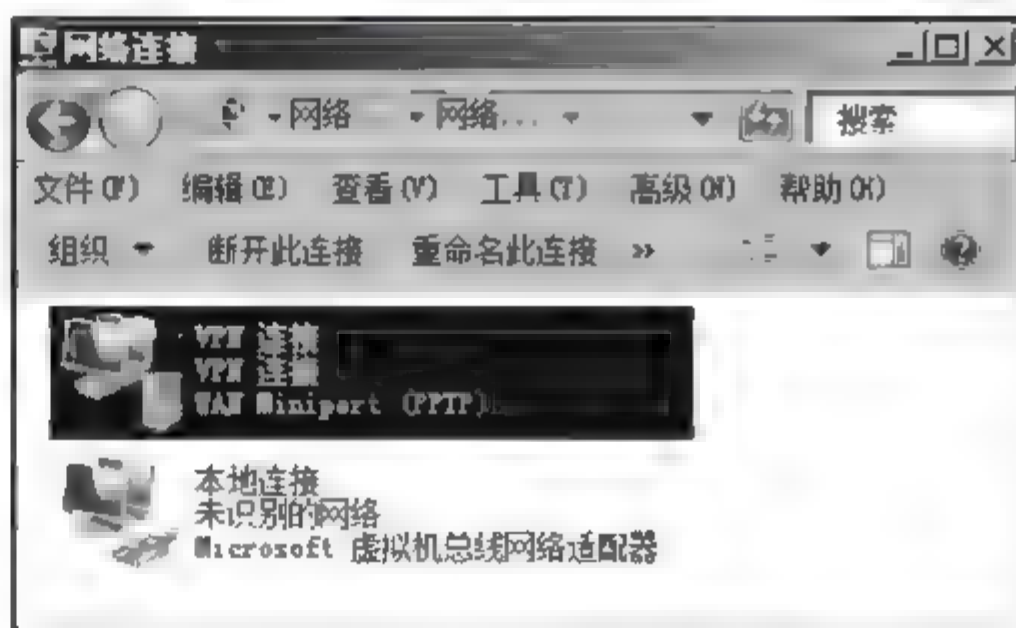 网络连接
网络 网络... 搜索
文件(F) 编辑(E) 查看(V) 工具(T) 高级(N) 帮助(H)
组织 断开此连接 重命名此连接 »
VPN 连接
VPN 连接
WAN Miniport (PPTP)
本地连接
未识别的网络
Microsoft 虚拟机总线网络适配器